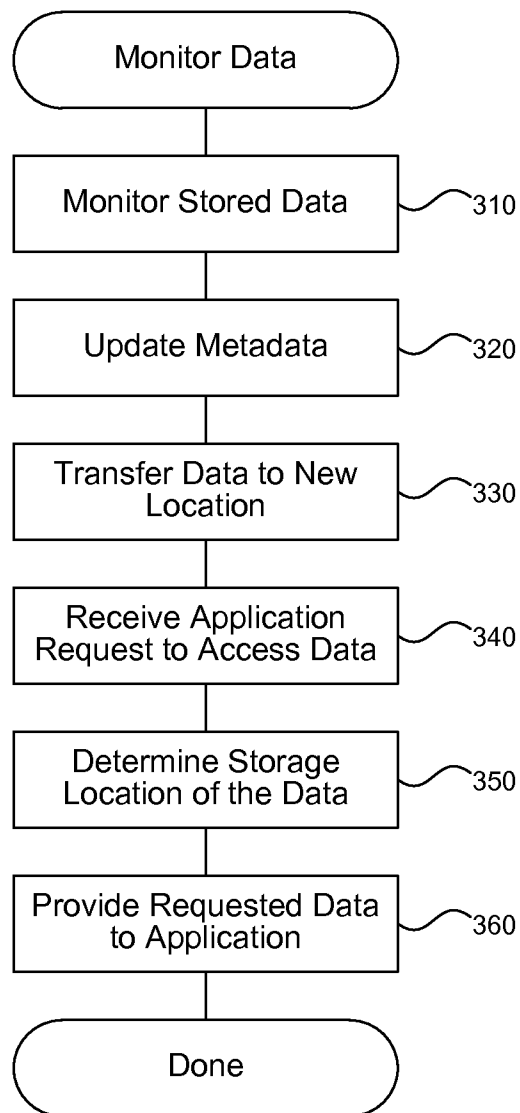 Monitor Data
Monitor Stored Data
310
Update Metadata
320
Transfer Data to New
Location
330
Receive Application
Request to Access Data
340
Determine Storage
Location of the Data
350
Provide Requested Data
to Application
360
Done